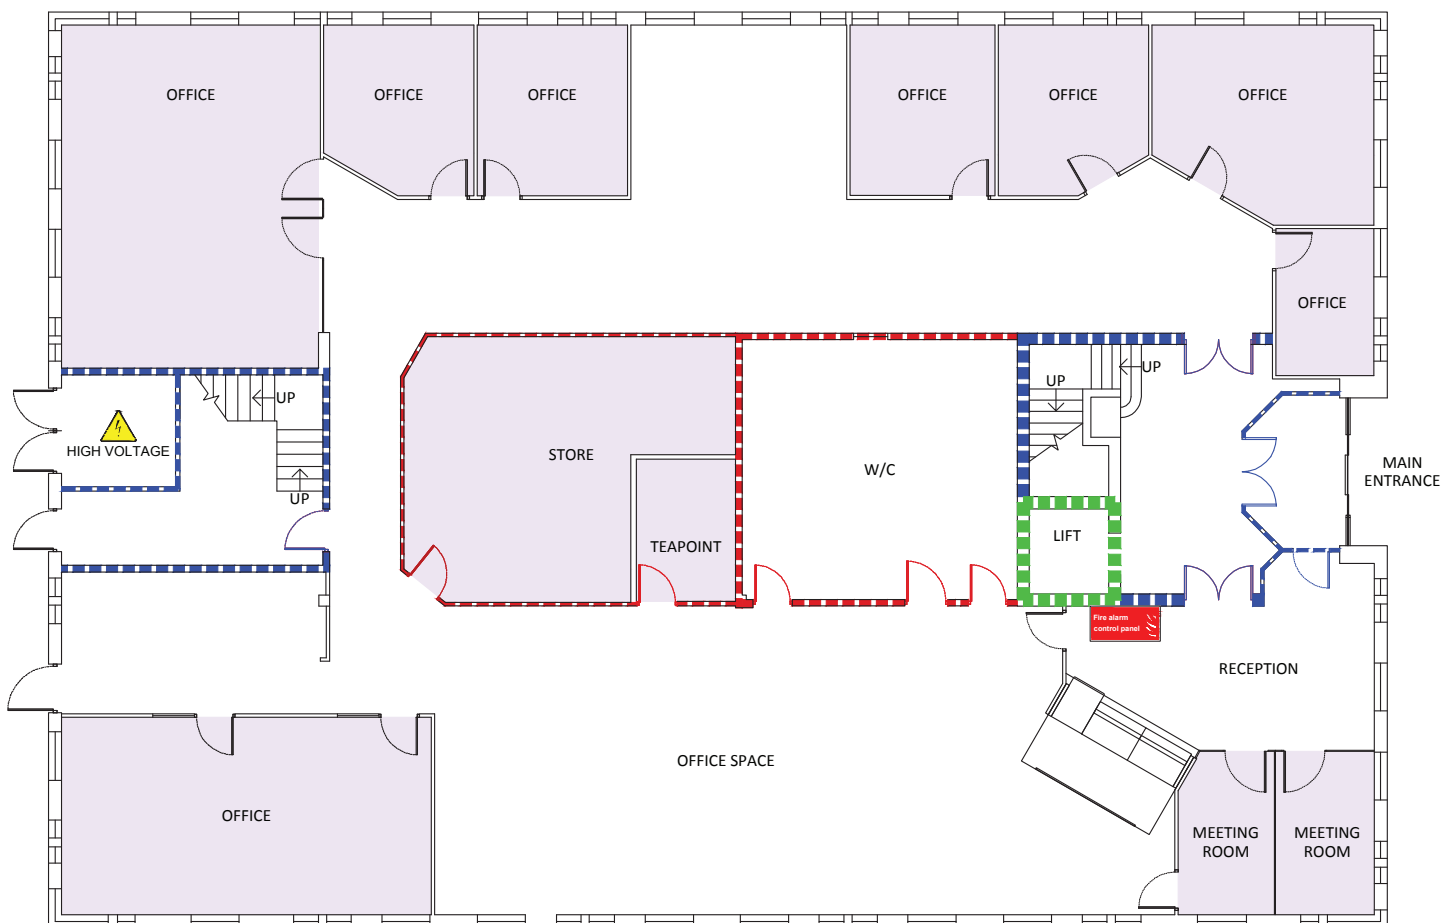 OFFICE
OFFICE
OFFICE
OFFICE
OFFICE
OFFICE
OFFICE
UP
UP
UP
HIGH VOLTAGE
UP
STORE
W/C
MAIN
ENTRANCE
TEAPOINT
LIFT
Fire alarm
control panel
RECEPTION
OFFICE SPACE
OFFICE
MEETING
ROOM
MEETING
ROOM